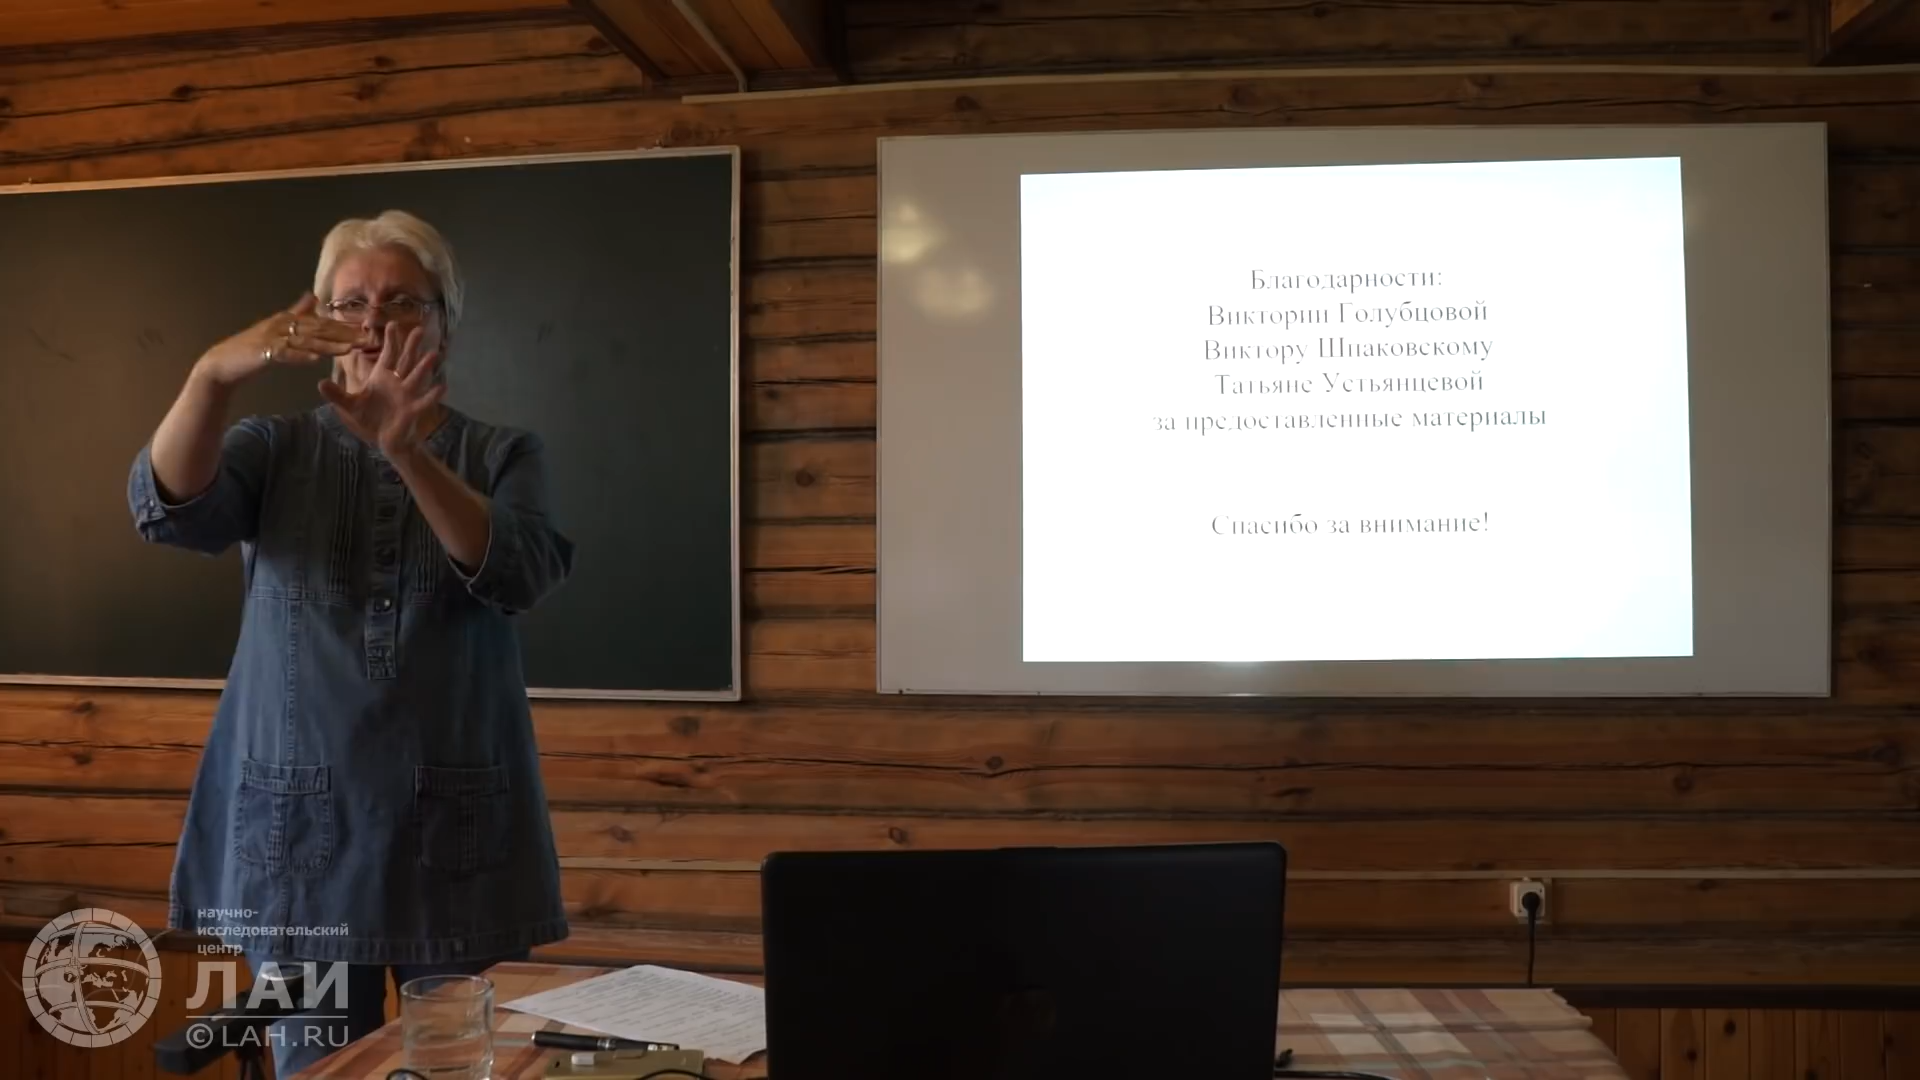 Благодарности:
Виктории Голубцовой
Виктору Шпаковскому
Татьяне Устьянцевой
за предоставленные материалы
Спасибо за внимание!
научно-
исследовательский
центр
ЛАИ
©LAH.RU